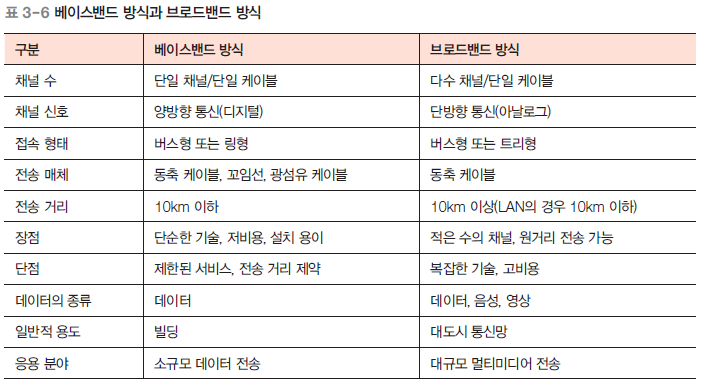 표 3-6 베이스밴드 방식과 브로드밴드 방식
구분 베이스밴드 방식 브로드밴드 방식
채널 수 단일 채널/단일 케이블 다수 채널/단일 케이블
채널 신호 양방향 통신(디지털) 단방향 통신(아날로그)
접속 형태 버스형 또는 링형 버스형 또는 트리형
전송 매체 동축 케이블, 꼬임선, 광섬유 케이블 동축 케이블
전송 거리 10km 이하 10km 이상(LAN의 경우 10km 이하)
장점 단순한 기술, 저비용, 설치 용이 적은 수의 채널, 원거리 전송 가능
단점 제한된 서비스, 전송 거리 제약 복잡한 기술, 고비용
데이터의 종류 데이터 데이터, 음성, 영상
일반적 용도 빌딩 대도시 통신망
응용 분야 소규모 데이터 전송 대규모 멀티미디어 전송